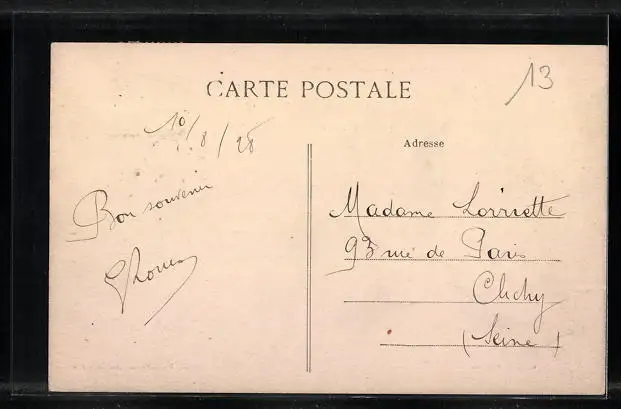 13
CARTE POSTALE
10/8/28
Adresse
Bon souvenir
Madame Lorriette
93 rue de Paris
Clichy
(Seine)